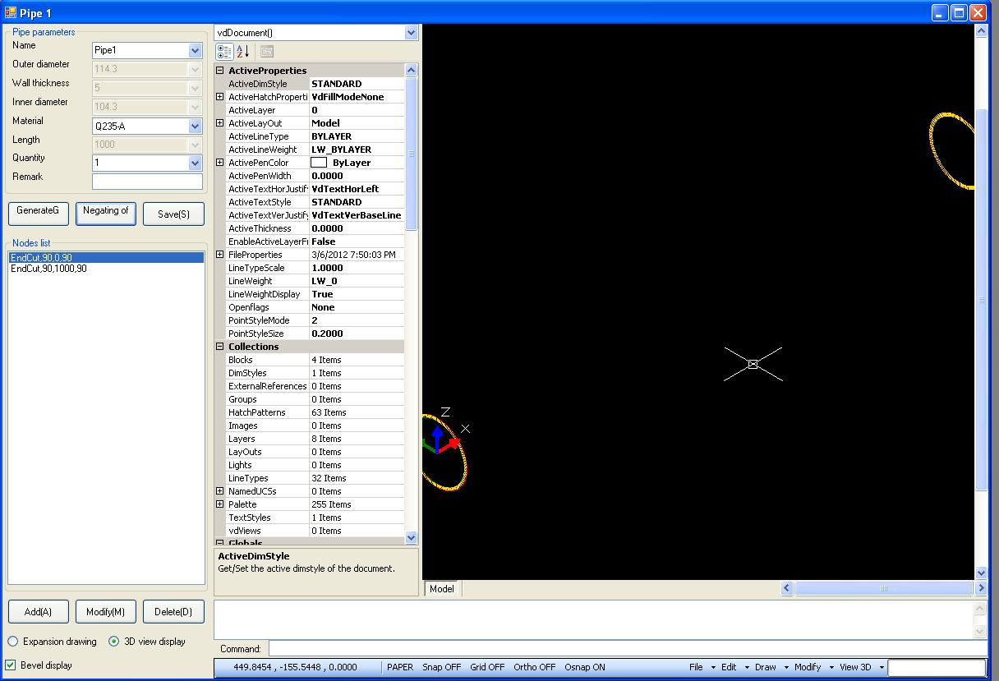 Pipe 1
Pipe parameters
Name
Pipe1
Outer diameter
114.3
Wall thickness
5
Inner diameter
104.3
Material
Q235-A
Length
1000
Quantity
1
Remark
GenerateG
Negating of
Save(S)
Nodes list
EndCut,90,0,90
EndCut,90,1000,90
Add(A)
Modify(M)
Delete(D)
Expansion drawing
3D view display
Bevel display
vdDocument()
ActiveProperties
ActiveDimStyle STANDARD
ActiveHatchProperti VdFillModeNone
ActiveLayer 0
ActiveLayOut Model
ActiveLineType BYLAYER
ActiveLineWeight LW_BYLAYER
ActivePenColor ByLayer
ActivePenWidth 0.0000
ActiveTextHorJustify VdTextHorLeft
ActiveTextStyle STANDARD
ActiveTextVerJustify VdTextVerBaseLine
ActiveThickness 0.0000
EnableActiveLayerFr False
FileProperties 3/6/2012 7:50:03 PM
LineTypeScale 1.0000
LineWeight LW_0
LineWeightDisplay True
Openflags None
PointStyleMode 2
PointStyleSize 0.2000
Collections
Blocks 4 Items
DimStyles 1 Items
ExternalReferences 0 Items
Groups 0 Items
HatchPatterns 63 Items
Images 0 Items
Layers 8 Items
LayOuts 0 Items
Lights 0 Items
LineTypes 32 Items
NamedUCSs 0 Items
Palette 255 Items
TextStyles 1 Items
vdViews 0 Items
Globals
ActiveDimStyle
Get/Set the active dimstyle of the document.
Z
X
Model
Command:
449.8454 , -155.5448 , 0.0000 PAPER Snap OFF Grid OFF Ortho OFF Osnap ON File Edit Draw Modify View 3D